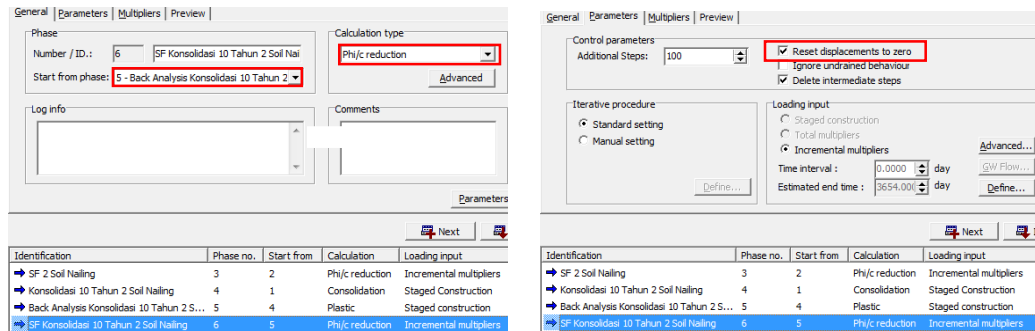 General Parameters Multipliers Preview
Phase
Number / ID.: 6 SF Konsolidasi 10 Tahun 2 Soil Nai
Start from phase: 5 - Back Analysis Konsolidasi 10 Tahun 2
Calculation type
Phi/c reduction
Advanced
Log info
Comments
Parameters
Next
Identification Phase no. Start from Calculation Loading input
SF 2 Soil Nailing 3 2 Phi/c reduction Incremental multipliers
Konsolidasi 10 Tahun 2 Soil Nailing 4 1 Consolidation Staged Construction
Back Analysis Konsolidasi 10 Tahun 2 S... 5 4 Plastic Staged construction
SF Konsolidasi 10 Tahun 2 Soil Nailing 6 5 Phi/c reduction Incremental multipliers
General Parameters Multipliers Preview
Control parameters
Additional Steps: 100
Reset displacements to zero
Ignore undrained behaviour
Delete intermediate steps
Iterative procedure
Standard setting
Manual setting
Define...
Loading input
Staged construction
Total multipliers
Incremental multipliers
Advanced...
Time interval : 0.0000 day
GW Flow...
Estimated end time : 3654.00 day
Define...
Next
Identification Phase no. Start from Calculation Loading input
SF 2 Soil Nailing 3 2 Phi/c reduction Incremental multipliers
Konsolidasi 10 Tahun 2 Soil Nailing 4 1 Consolidation Staged Construction
Back Analysis Konsolidasi 10 Tahun 2 S... 5 4 Plastic Staged construction
SF Konsolidasi 10 Tahun 2 Soil Nailing 6 5 Phi/c reduction Incremental multipliers